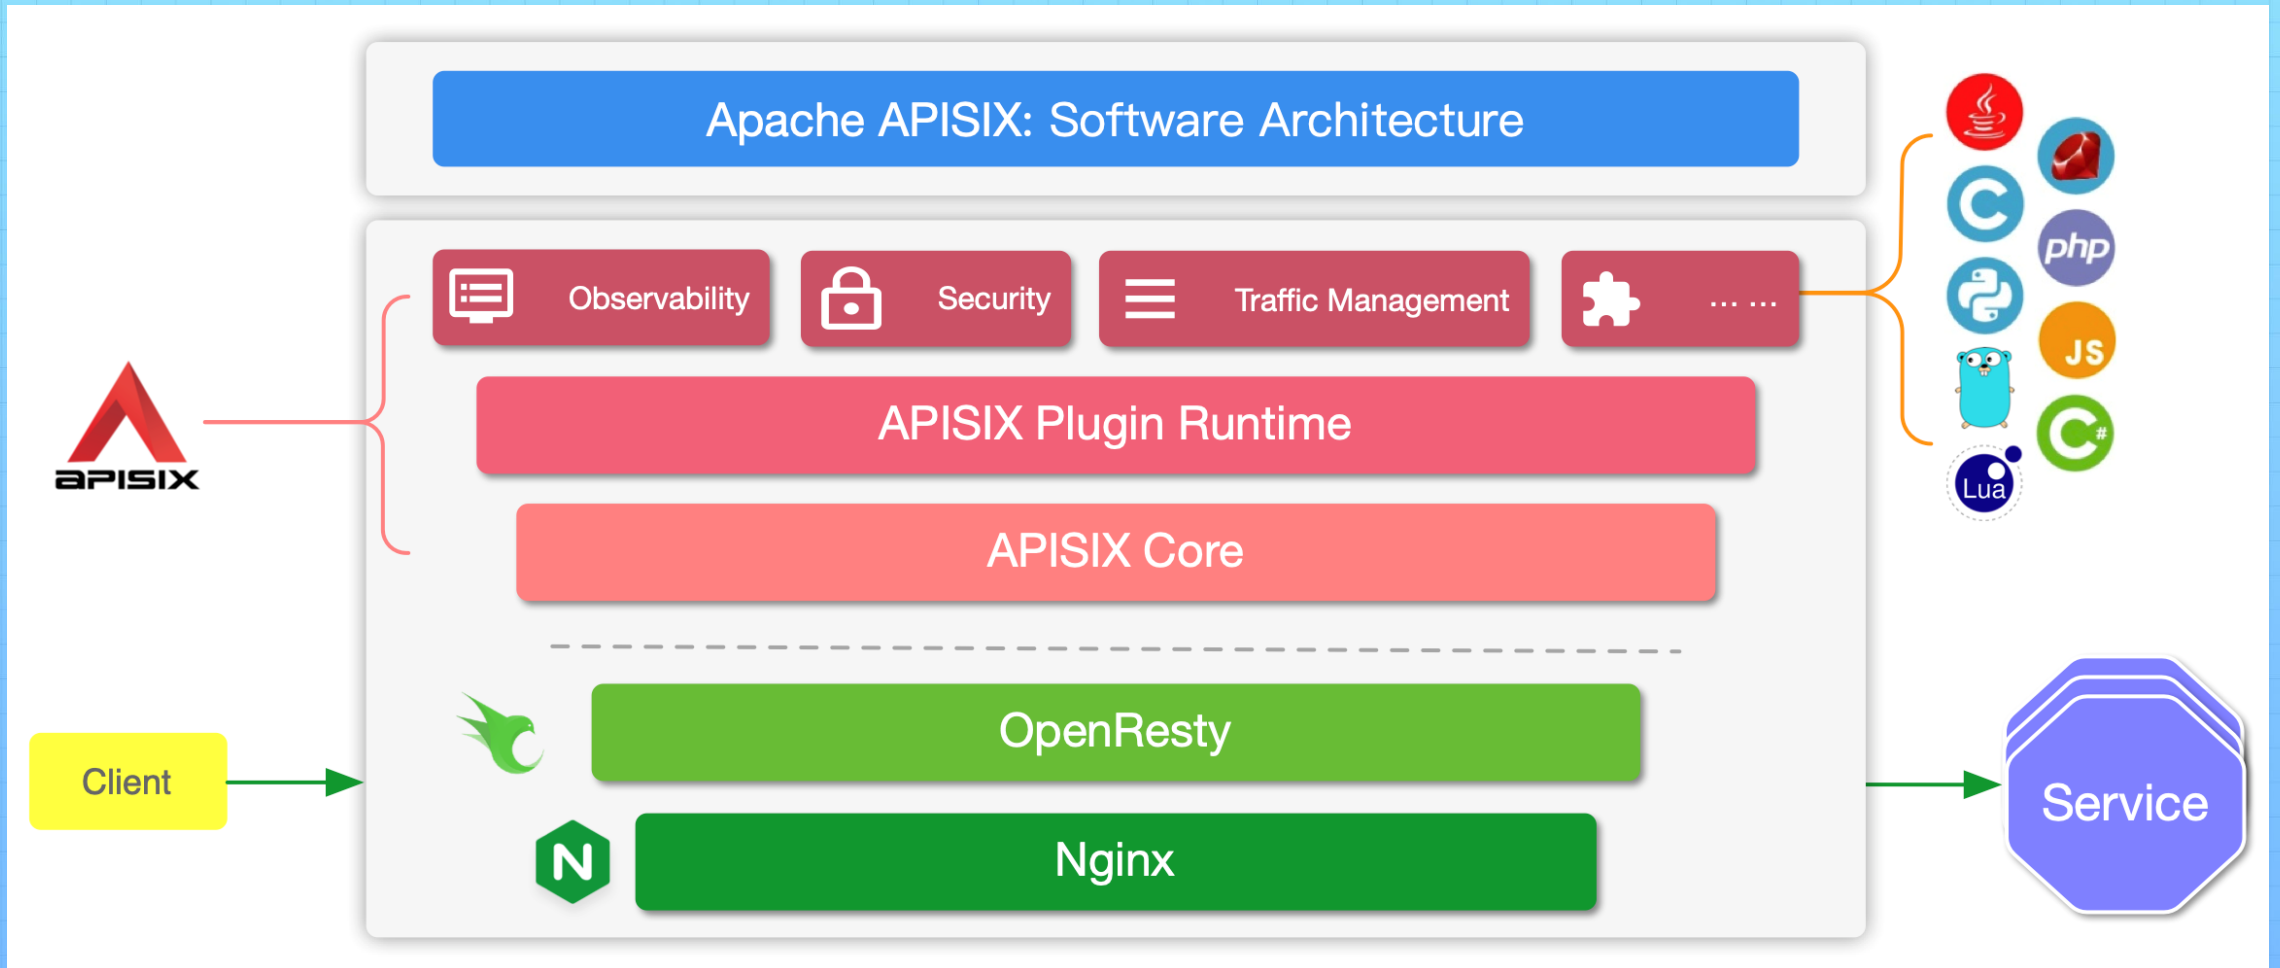 Apache APISIX: Software Architecture
Observability
Security
Traffic Management
... ...
APISIX Plugin Runtime
APISIX Core
OpenResty
N
Nginx
APISIX
Client
Service
C
php
JS
C#
Lua